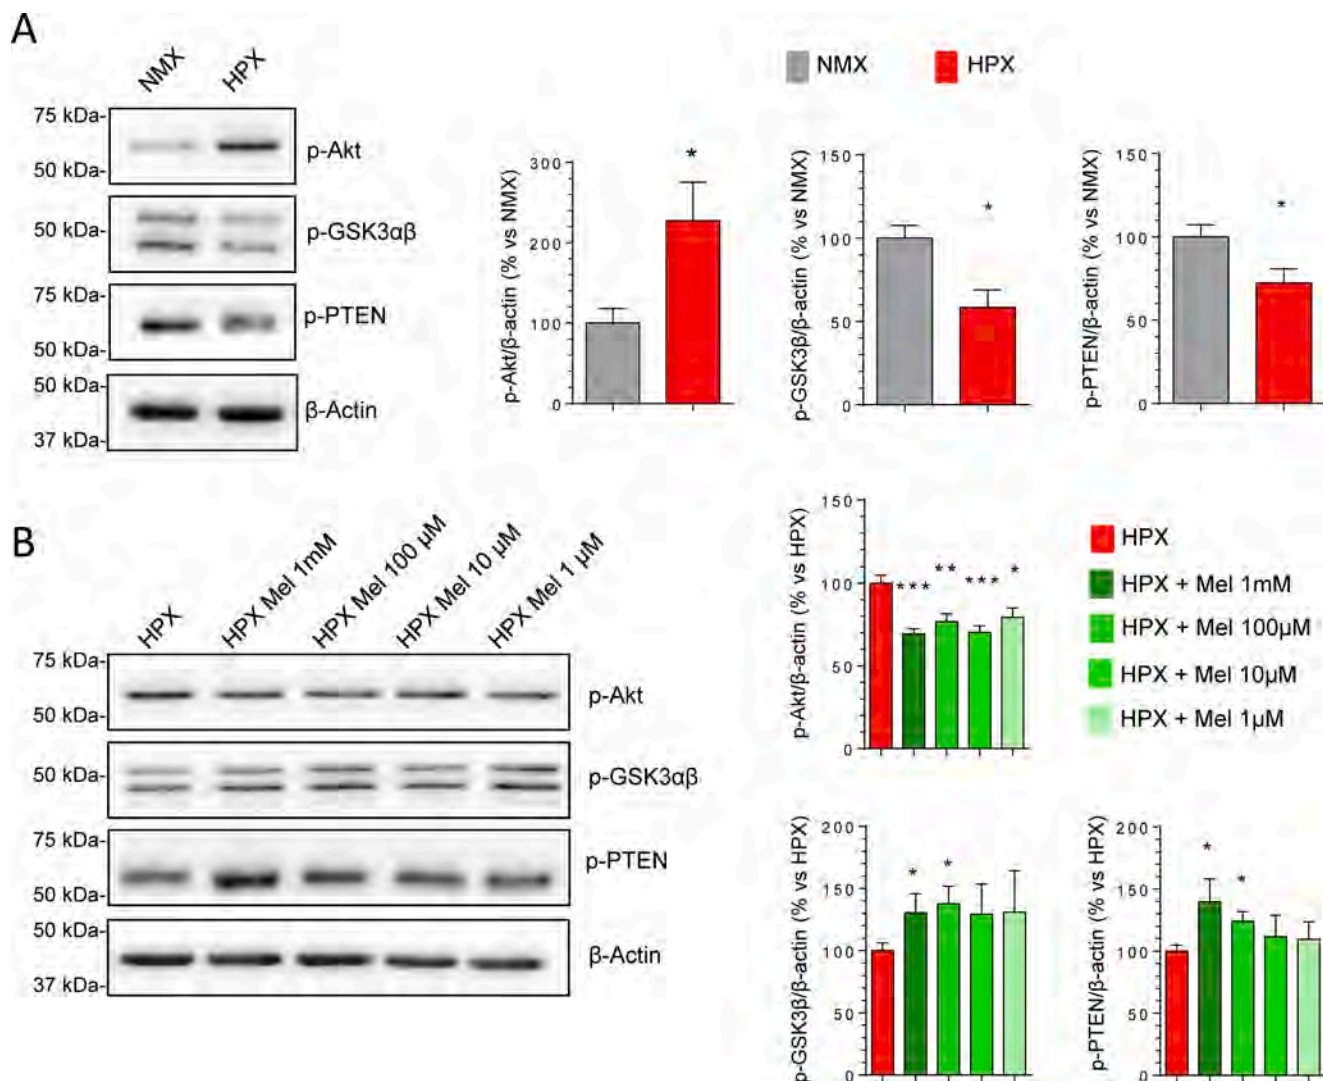 A
NMX
HPX
75 kDa-
50 kDa-
p-Akt
50 kDa-
p-GSK3αβ
75 kDa-
50 kDa-
p-PTEN
50 kDa-
37 kDa-
β-Actin
NMX
HPX
p-Akt/β-actin (% vs NMX)
300
200
100
0
*
p-GSK3β/β-actin (% vs NMX)
150
100
50
0
*
p-PTEN/β-actin (% vs NMX)
150
100
50
0
*
B
HPX
HPX Mel 1mM
HPX Mel 100 µM
HPX Mel 10 µM
HPX Mel 1 µM
75 kDa-
50 kDa-
p-Akt
50 kDa-
p-GSK3αβ
75 kDa-
50 kDa-
p-PTEN
50 kDa-
37 kDa-
β-Actin
p-Akt/β-actin (% vs HPX)
150
100
50
0
***
**
***
*
HPX
HPX + Mel 1mM
HPX + Mel 100µM
HPX + Mel 10µM
HPX + Mel 1µM
p-GSK3β/β-actin (% vs HPX)
200
150
100
50
0
*
*
p-PTEN/β-actin (% vs HPX)
200
150
100
50
0
*
*